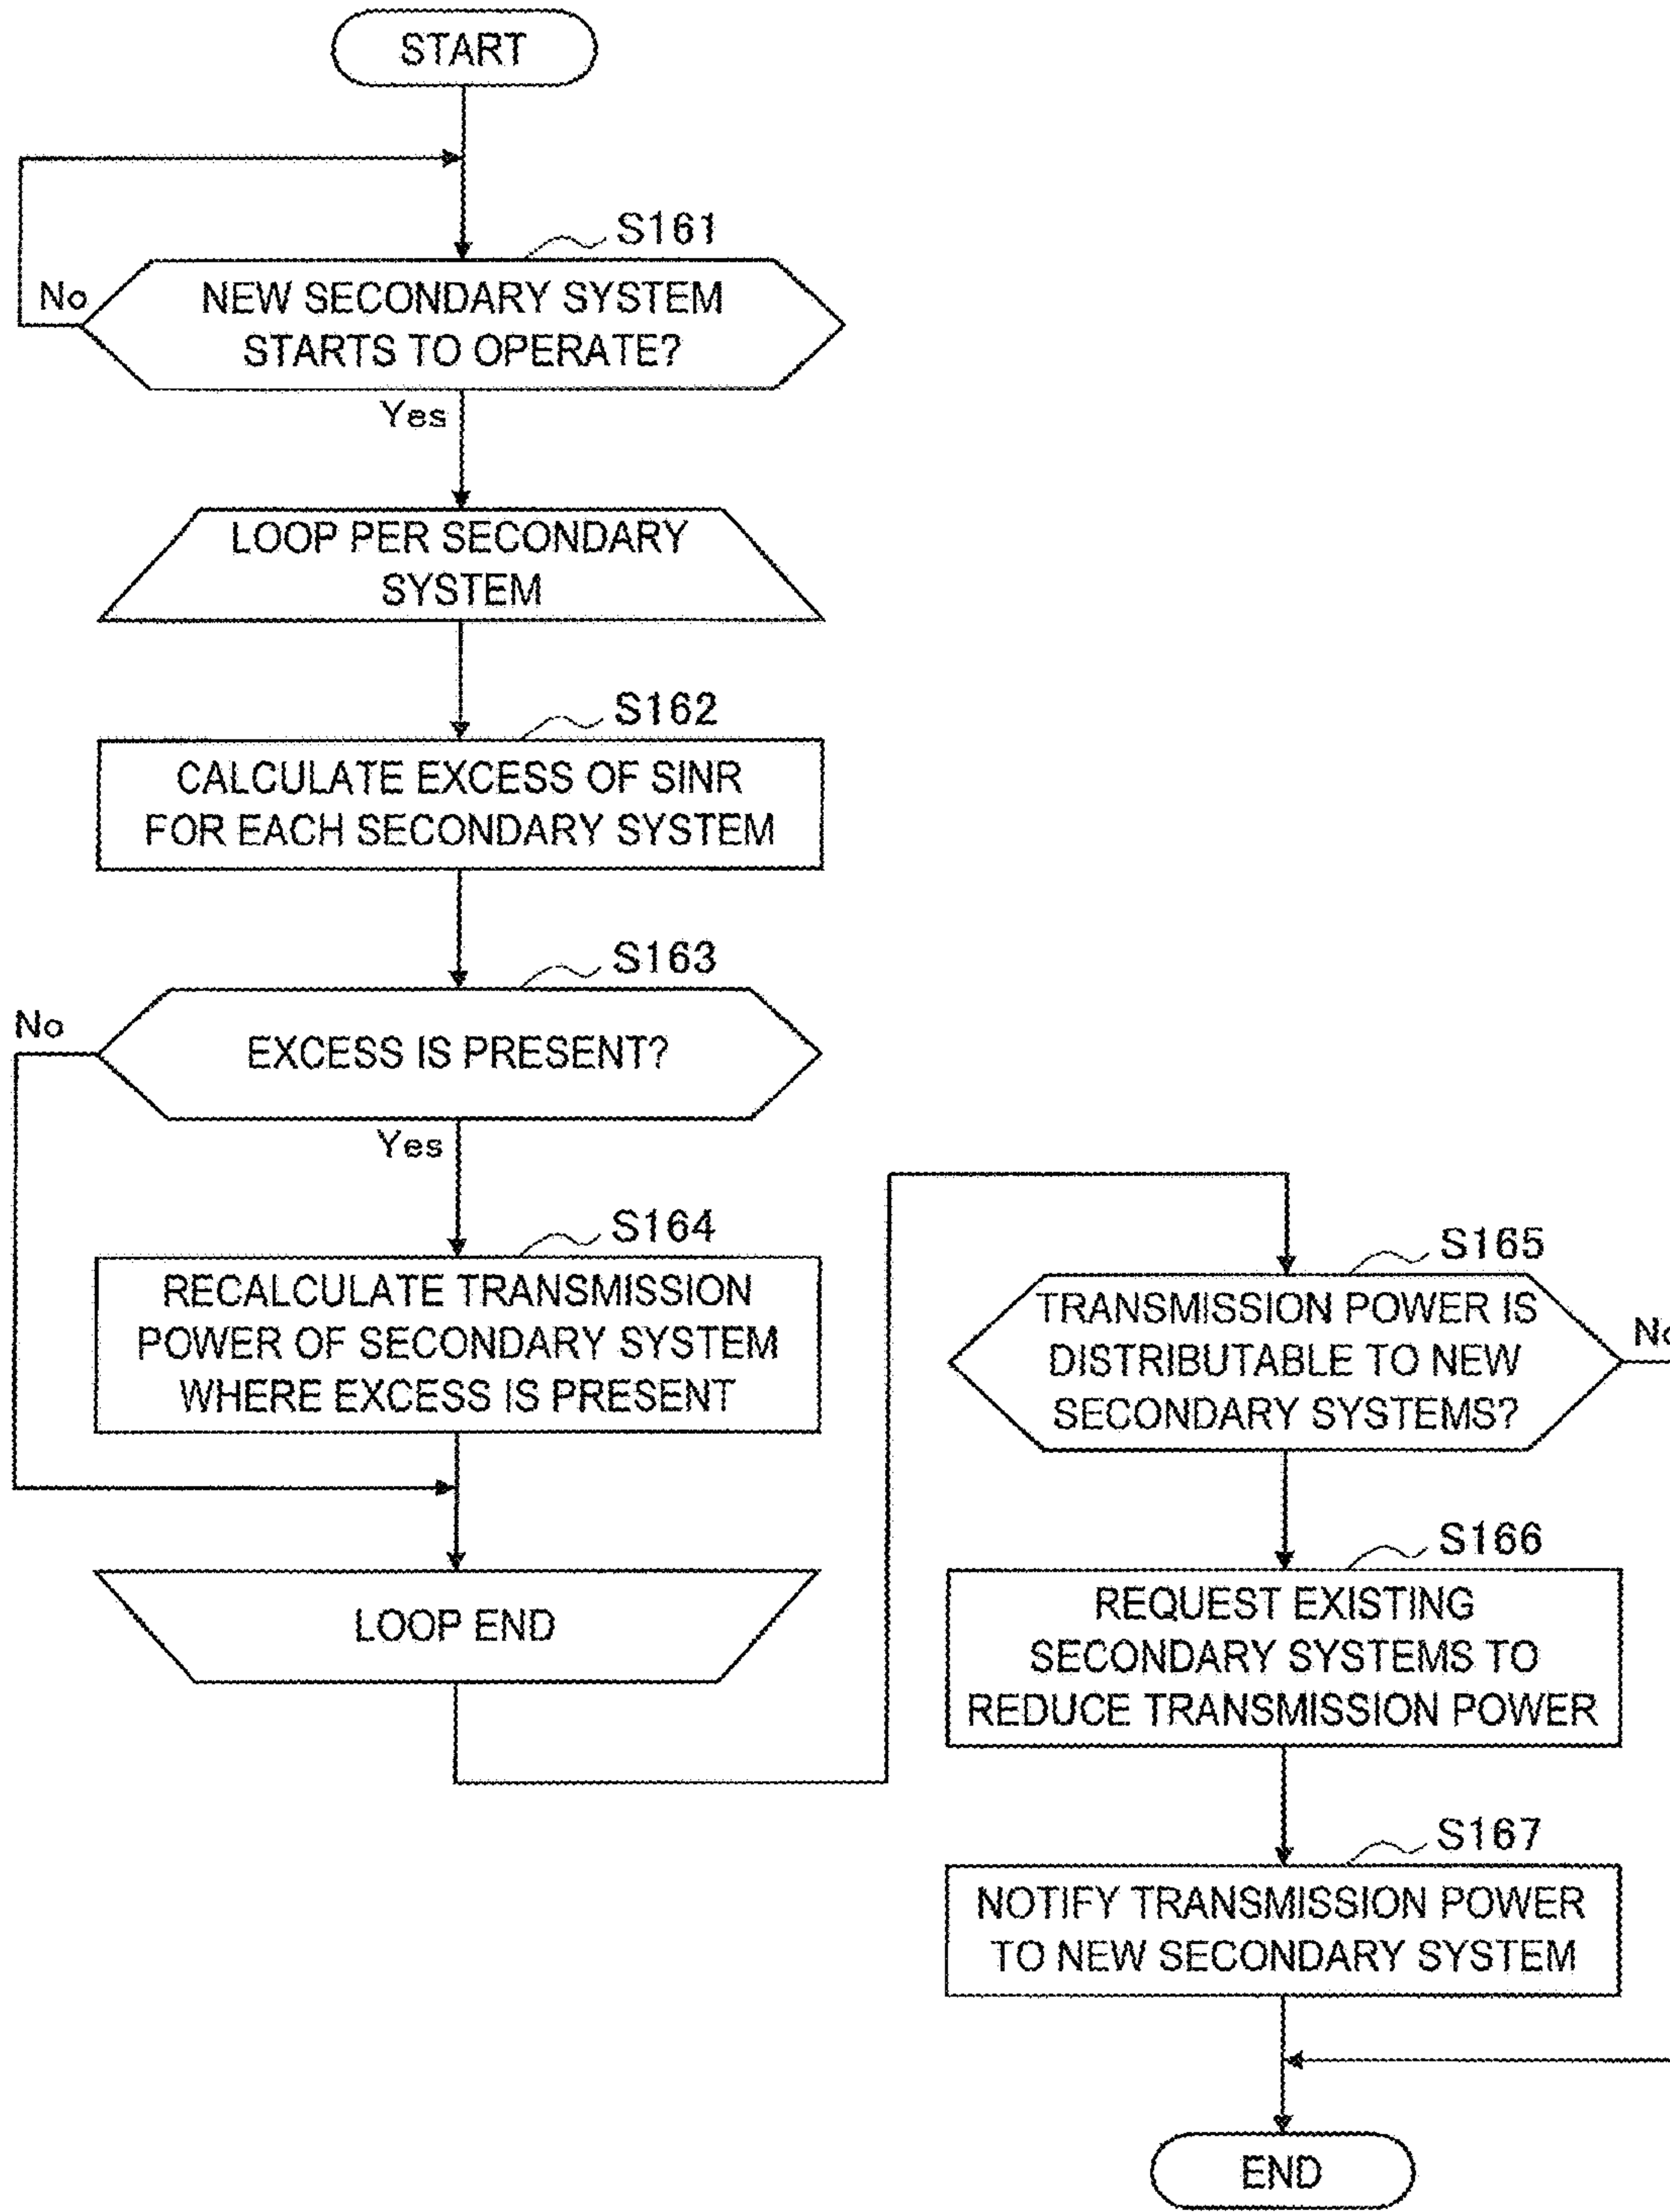 START
S161
No
NEW SECONDARY SYSTEM
STARTS TO OPERATE?
Yes
LOOP PER SECONDARY
SYSTEM
S162
CALCULATE EXCESS OF SINR
FOR EACH SECONDARY SYSTEM
S163
No
EXCESS IS PRESENT?
Yes
S164
RECALCULATE TRANSMISSION
POWER OF SECONDARY SYSTEM
WHERE EXCESS IS PRESENT
LOOP END
S165
TRANSMISSION POWER IS
DISTRIBUTABLE TO NEW
SECONDARY SYSTEMS?
No
S166
REQUEST EXISTING
SECONDARY SYSTEMS TO
REDUCE TRANSMISSION POWER
S167
NOTIFY TRANSMISSION POWER
TO NEW SECONDARY SYSTEM
END